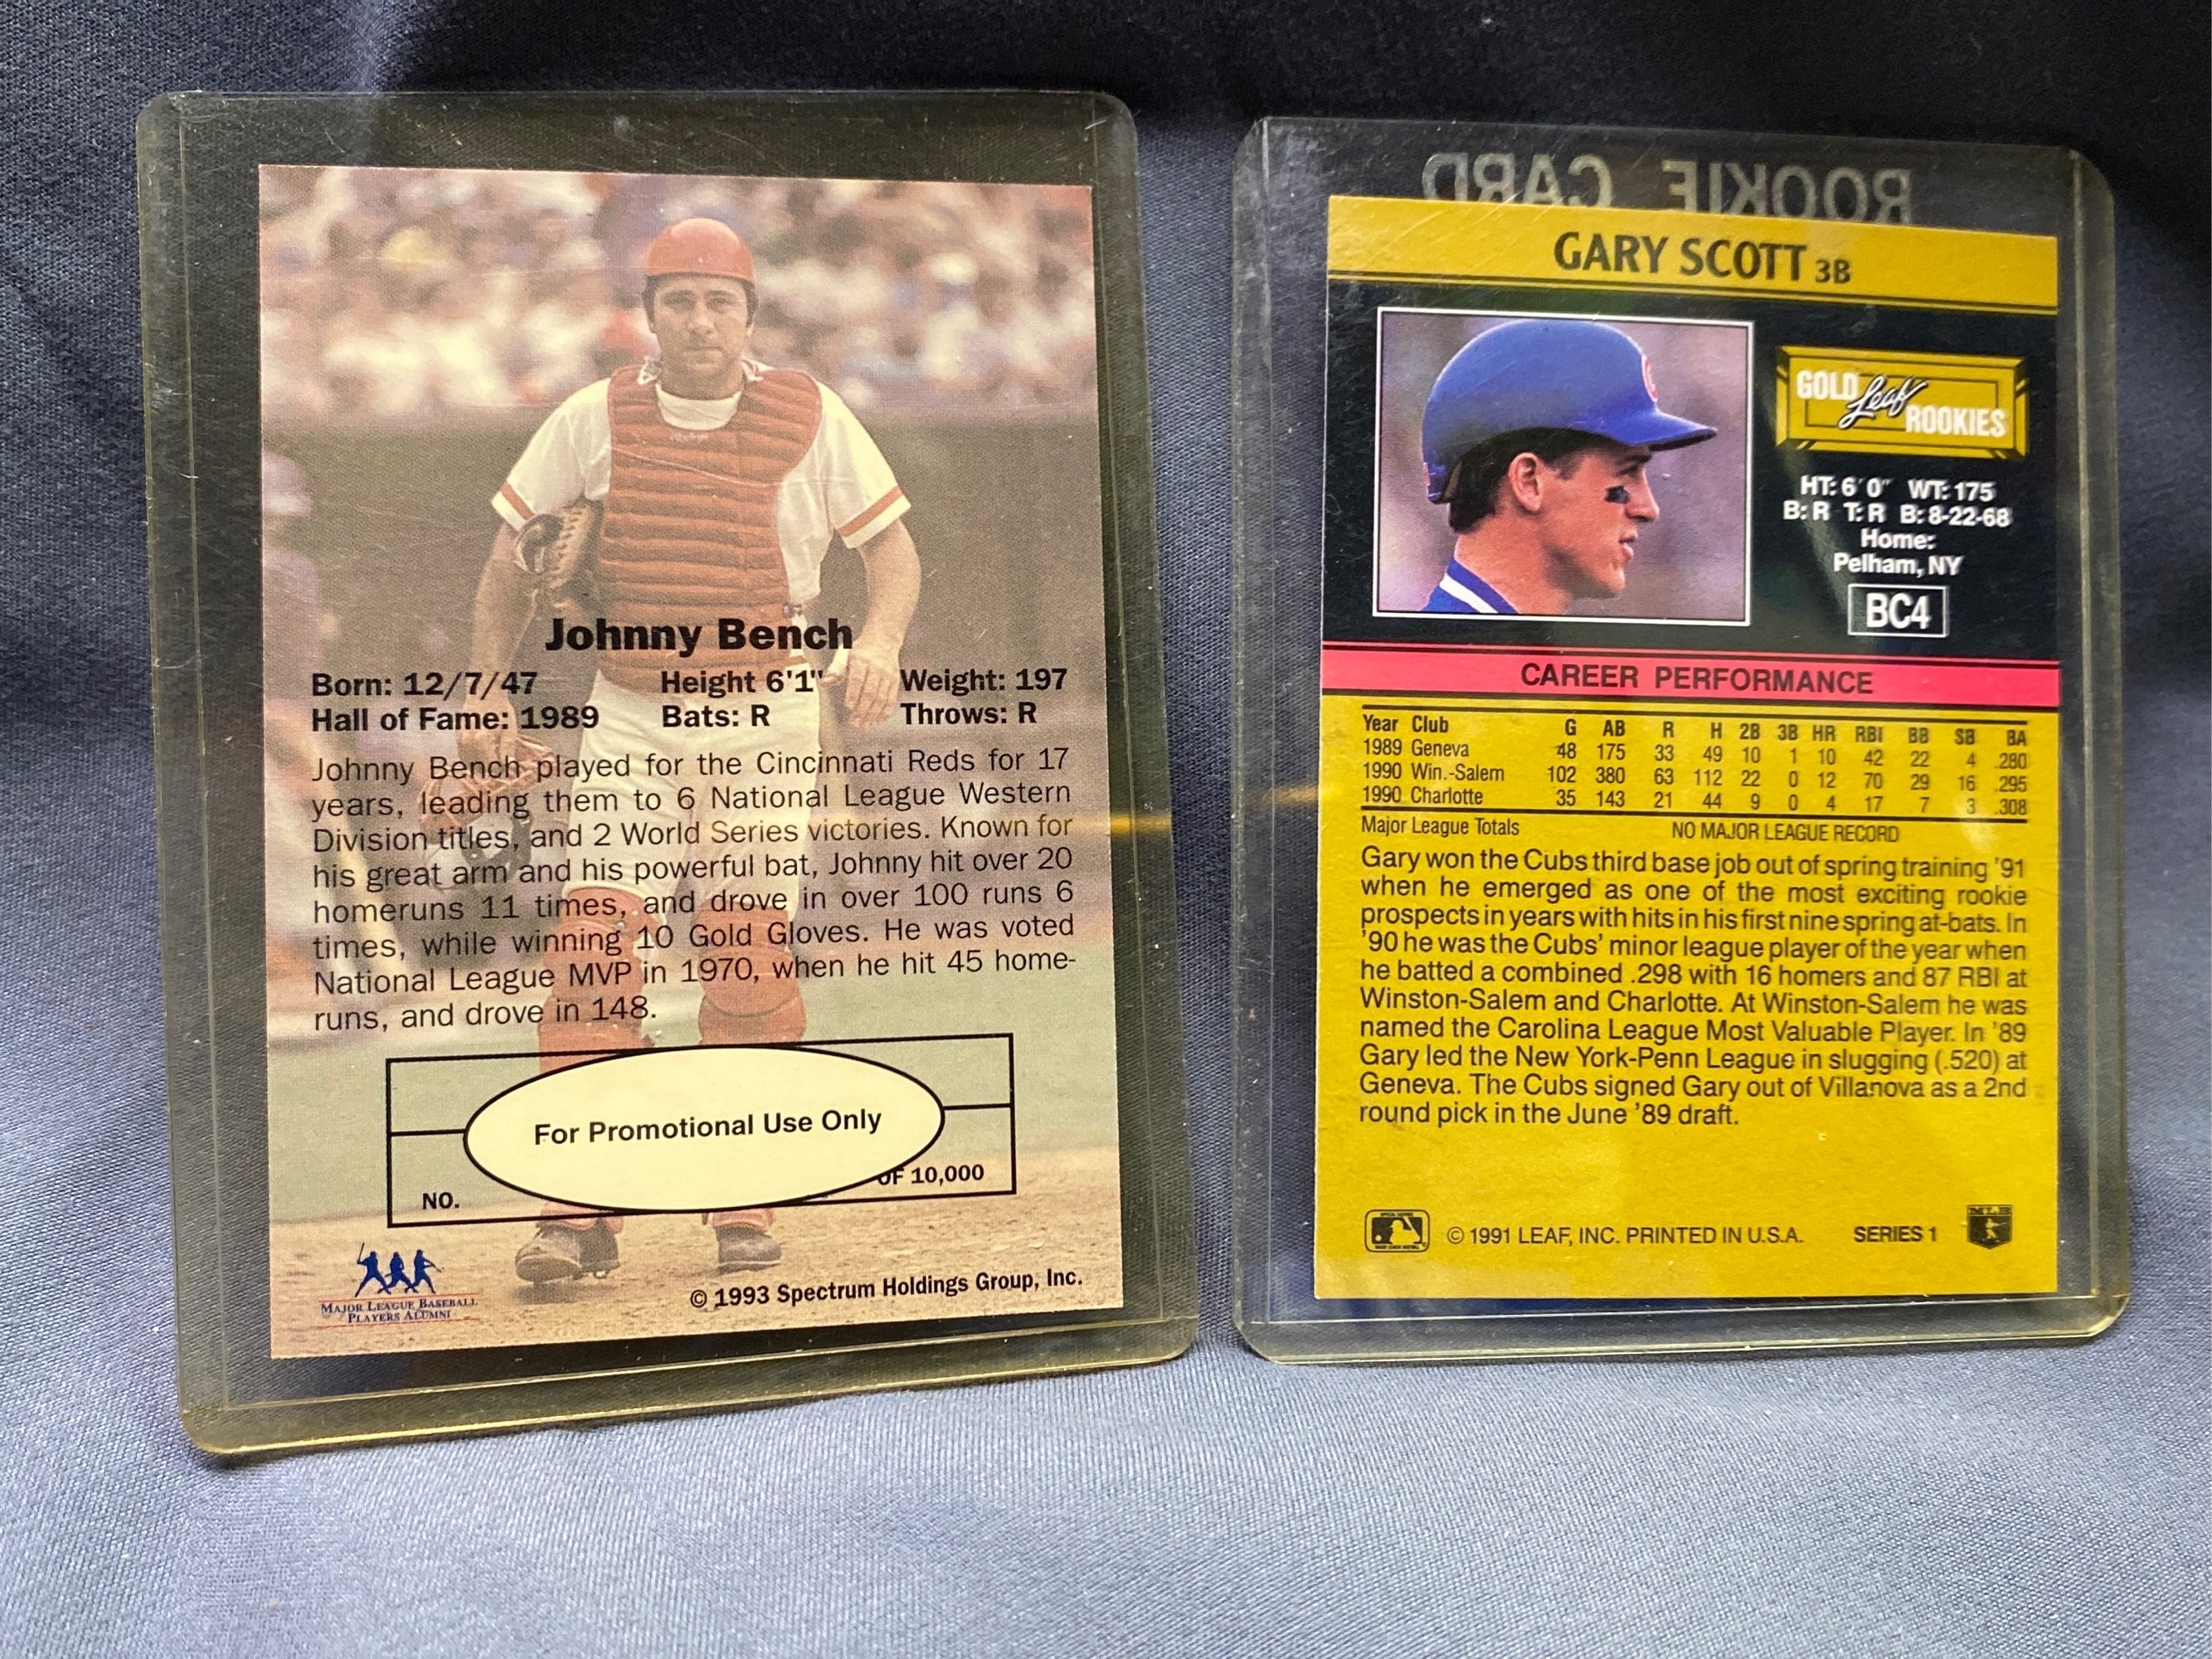 Johnny Bench
Born: 12/7/47 Height 6'1" Weight: 197
Hall of Fame: 1989 Bats: R Throws: R
Johnny Bench played for the Cincinnati Reds for 17
years, leading them to 6 National League Western
Division titles, and 2 World Series victories. Known for
his great arm and his powerful bat, Johnny hit over 20
homeruns 11 times, and drove in over 100 runs 6
times, while winning 10 Gold Gloves. He was voted
National League MVP in 1970, when he hit 45 home-
runs, and drove in 148.
For Promotional Use Only
NO. OF 10,000
MAJOR LEAGUE BASEBALL
PLAYERS ALUMNI
© 1993 Spectrum Holdings Group, Inc.
ROOKIE CARD
GARY SCOTT 3B
GOLD Leaf ROOKIES
HT: 6'0" WT: 175
B: R T: R B: 8-22-68
Home:
Pelham, NY
BC4
CAREER PERFORMANCE
Year Club G AB R H 2B 3B HR RBI BB SB BA
1989 Geneva 48 175 33 49 10 1 10 42 22 4 .280
1990 Win.-Salem 102 380 63 112 22 0 12 70 29 16 .295
1990 Charlotte 35 143 21 44 9 0 4 17 7 3 .308
Major League Totals NO MAJOR LEAGUE RECORD
Gary won the Cubs third base job out of spring training '91
when he emerged as one of the most exciting rookie
prospects in years with hits in his first nine spring at-bats. In
'90 he was the Cubs' minor league player of the year when
he batted a combined .298 with 16 homers and 87 RBI at
Winston-Salem and Charlotte. At Winston-Salem he was
named the Carolina League Most Valuable Player. In '89
Gary led the New York-Penn League in slugging (.520) at
Geneva. The Cubs signed Gary out of Villanova as a 2nd
round pick in the June '89 draft.
© 1991 LEAF, INC. PRINTED IN U.S.A. SERIES 1
MLB